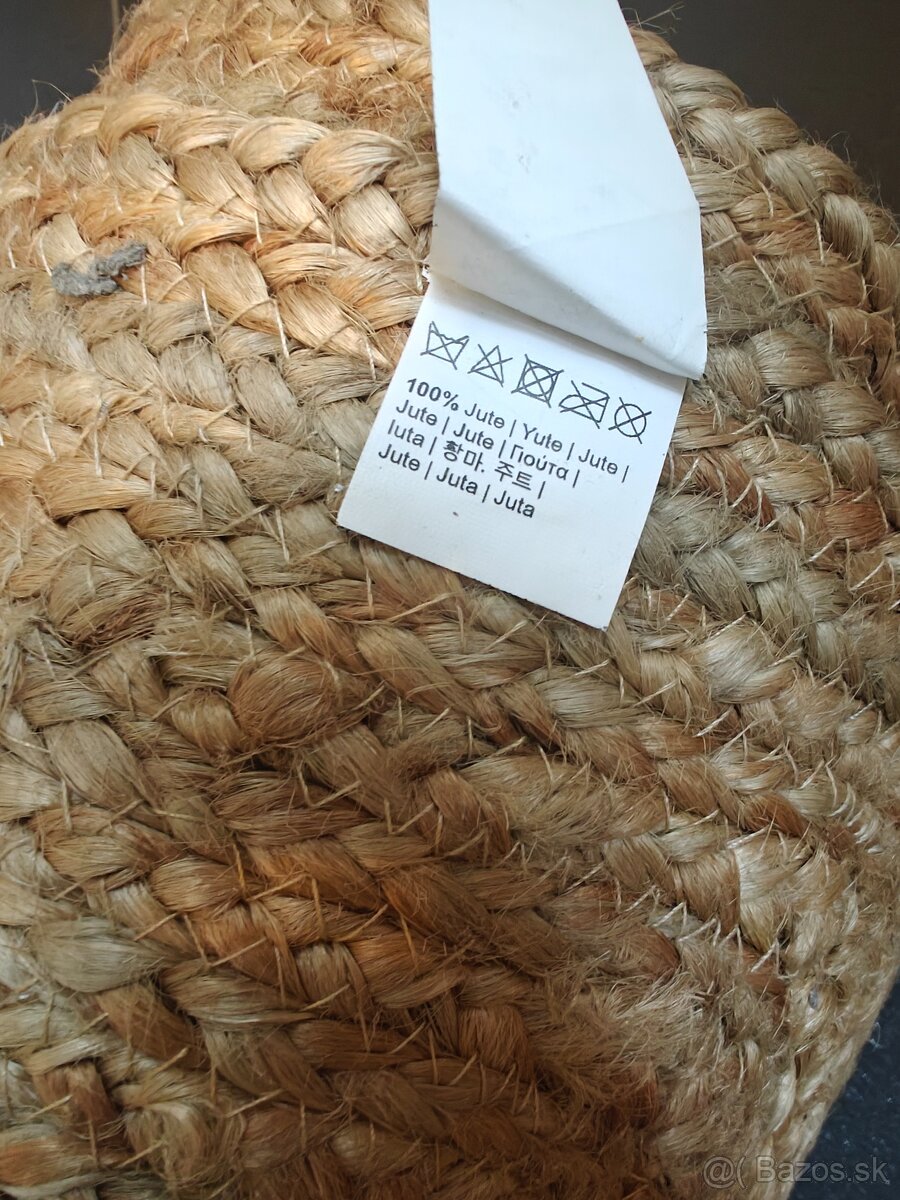 100% Jute | Yute | Jute |
Jute | Jute | Γιούτα |
Iuta | 황마. 주트 |
Jute | Juta | Juta
@( Bazos.sk